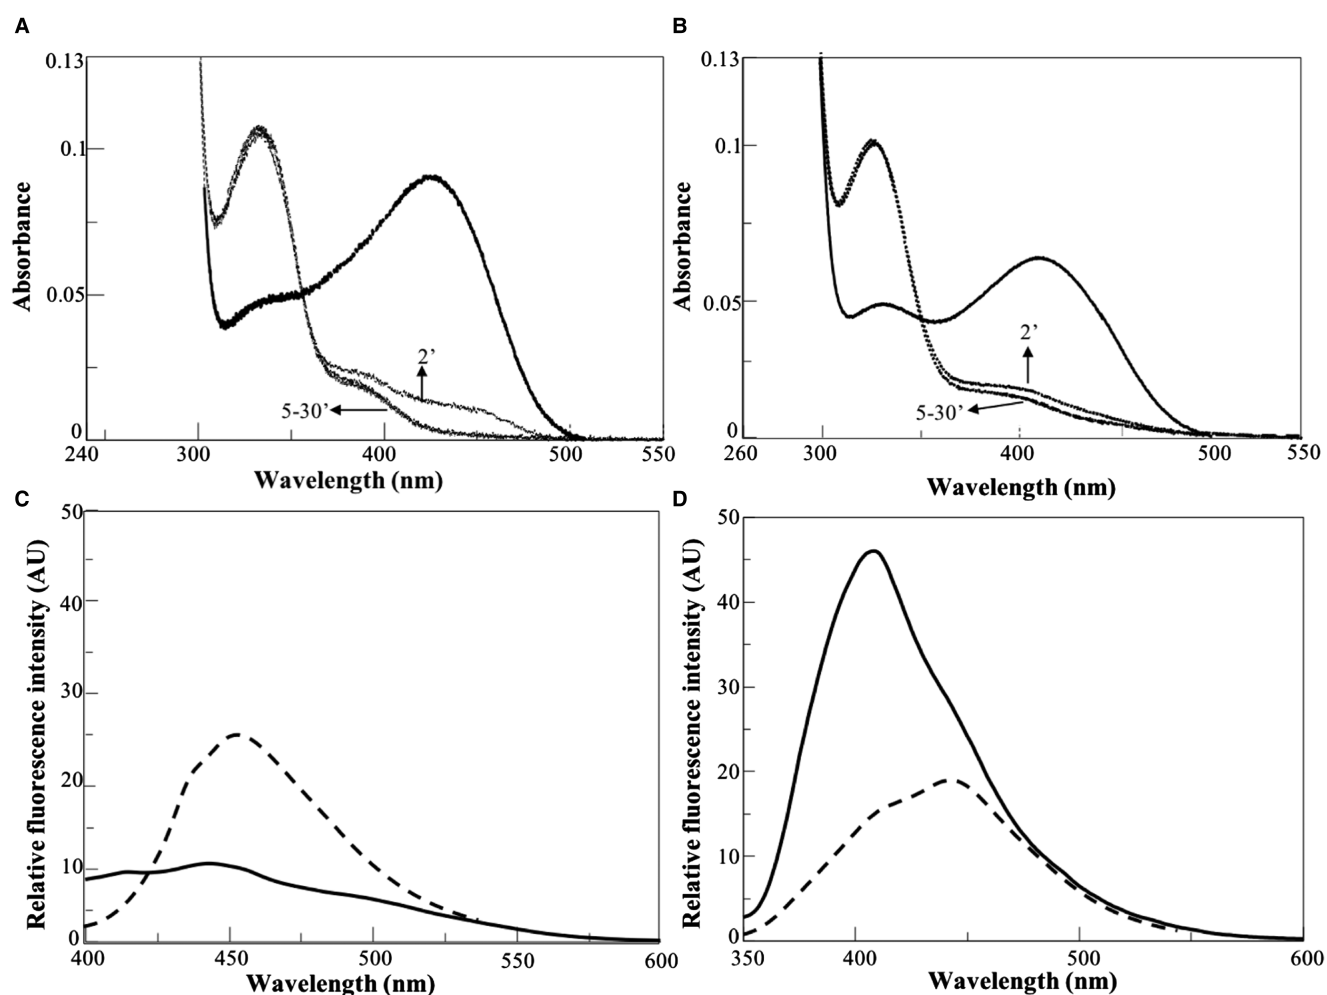 A
0.13
0.1
0.05
0
Absorbance
2’
5-30’
240 300 400 500 550
Wavelength (nm)
B
0.13
0.1
0.05
0
Absorbance
2’
5-30’
260 300 400 500 550
Wavelength (nm)
C
50
40
30
20
10
0
Relative fluorescence intensity (AU)
400 450 500 550 600
Wavelength (nm)
D
50
40
30
20
10
0
Relative fluorescence intensity (AU)
350 400 500 600
Wavelength (nm)